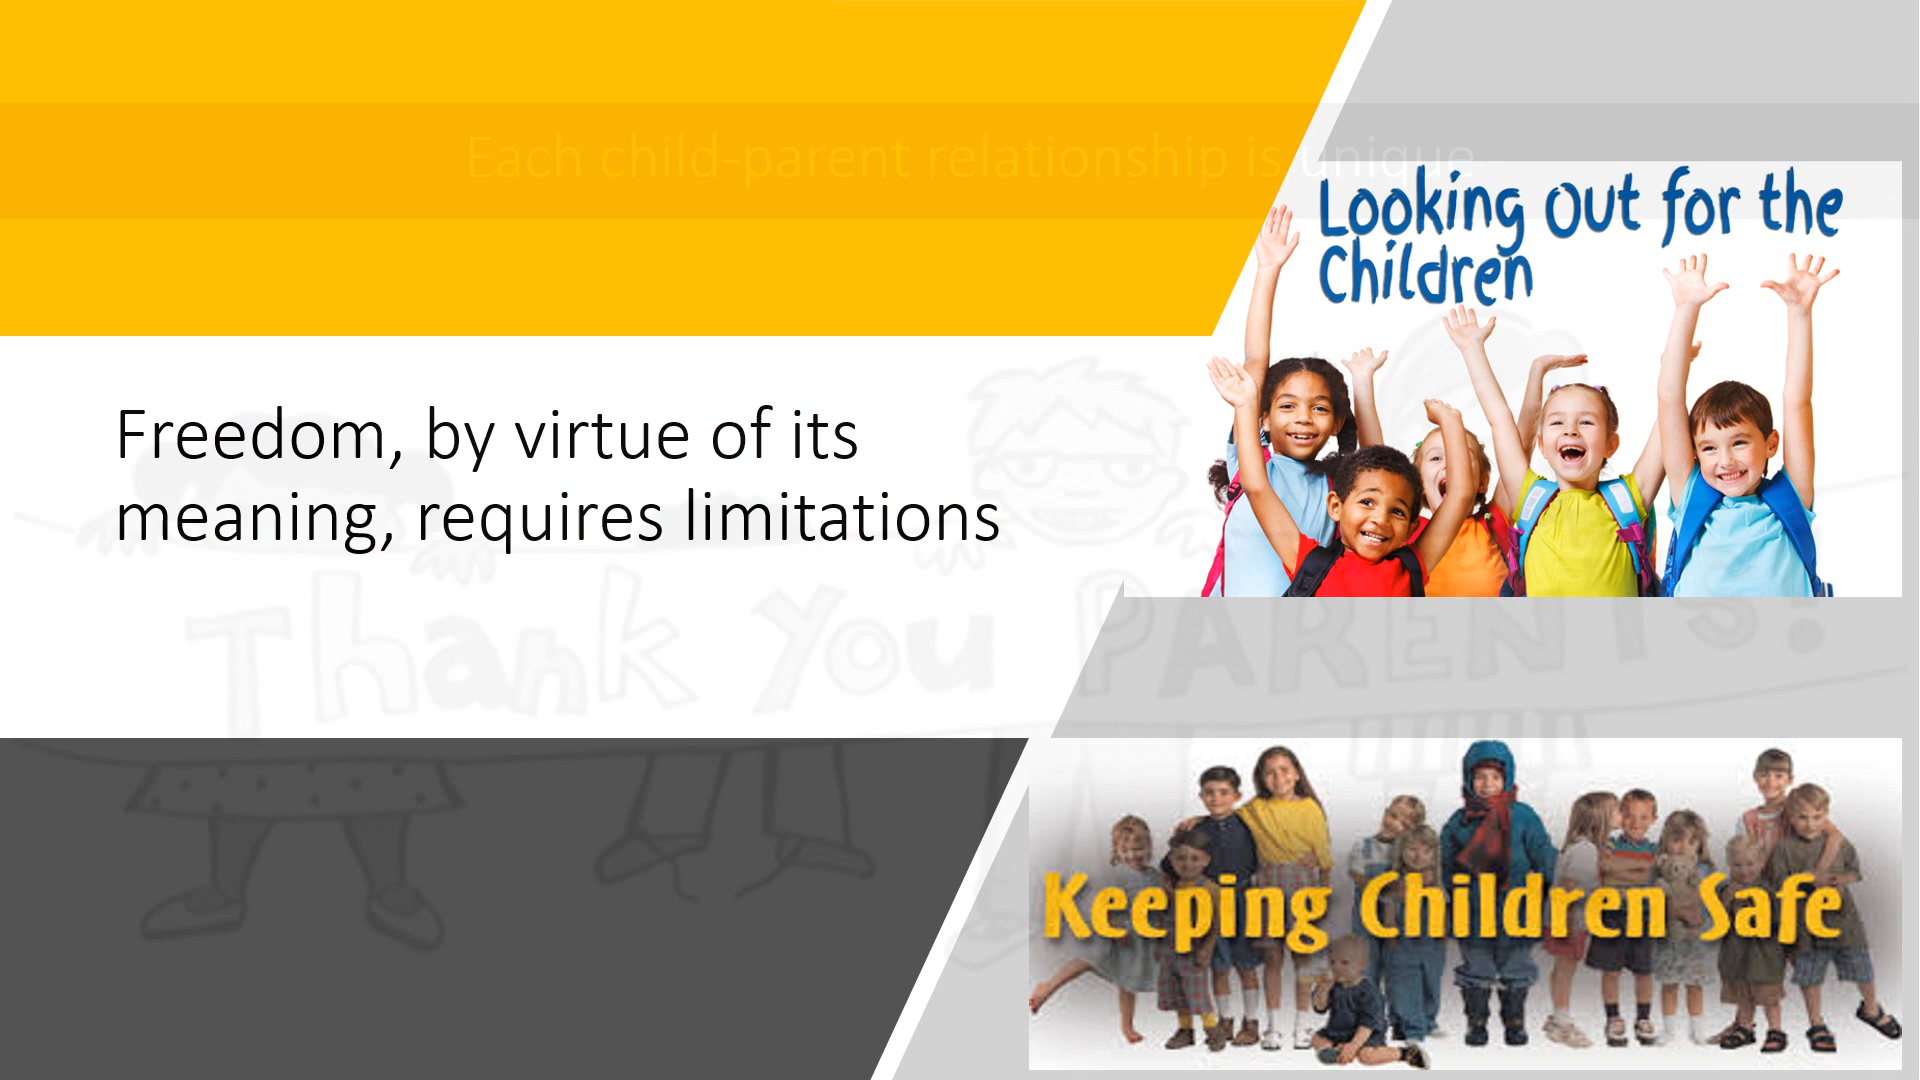 Each child-parent relationship is unique
Looking Out for the
Children
Freedom, by virtue of its
meaning, requires limitations
Thank You PARENTS!
Keeping Children Safe